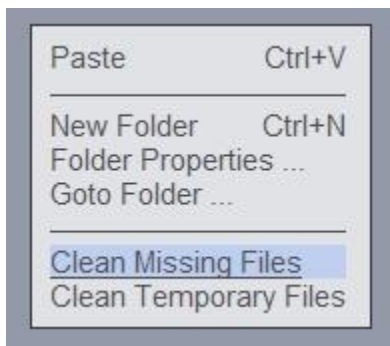 Paste Ctrl+V
New Folder Ctrl+N
Folder Properties ...
Goto Folder ...
Clean Missing Files
Clean Temporary Files